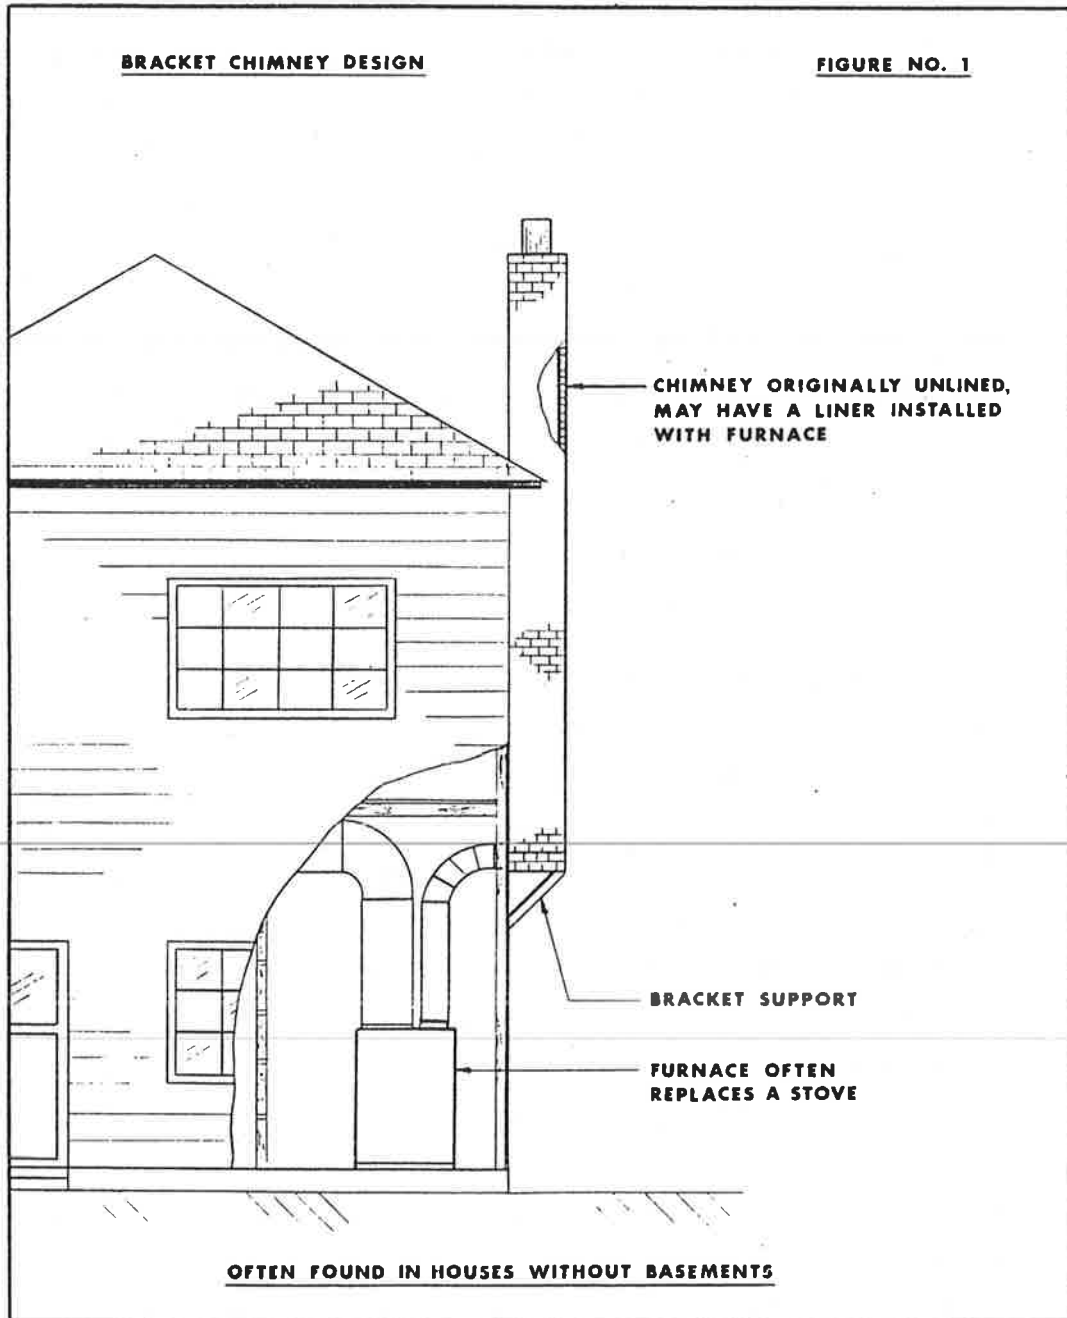 BRACKET CHIMNEY DESIGN
FIGURE NO. 1
CHIMNEY ORIGINALLY UNLINED,
MAY HAVE A LINER INSTALLED
WITH FURNACE
BRACKET SUPPORT
FURNACE OFTEN
REPLACES A STOVE
OFTEN FOUND IN HOUSES WITHOUT BASEMENTS